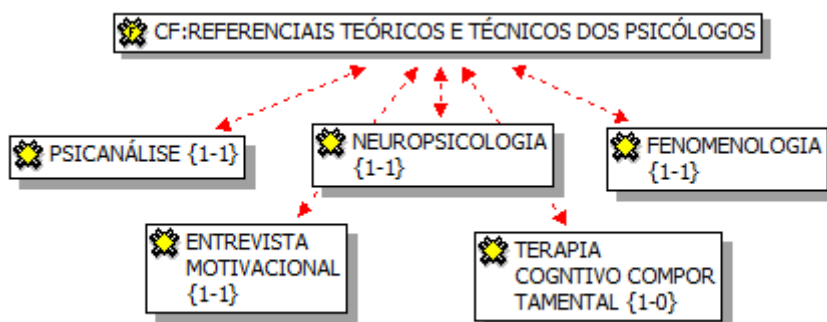 CF:REFERENCIAIS TEÓRICOS E TÉCNICOS DOS PSICÓLOGOS
PSICANÁLISE {1-1}
NEUROPSICOLOGIA
{1-1}
FENOMENOLOGIA
{1-1}
ENTREVISTA
MOTIVACIONAL
{1-1}
TERAPIA
COGNTIVO COMPOR
TAMENTAL {1-0}